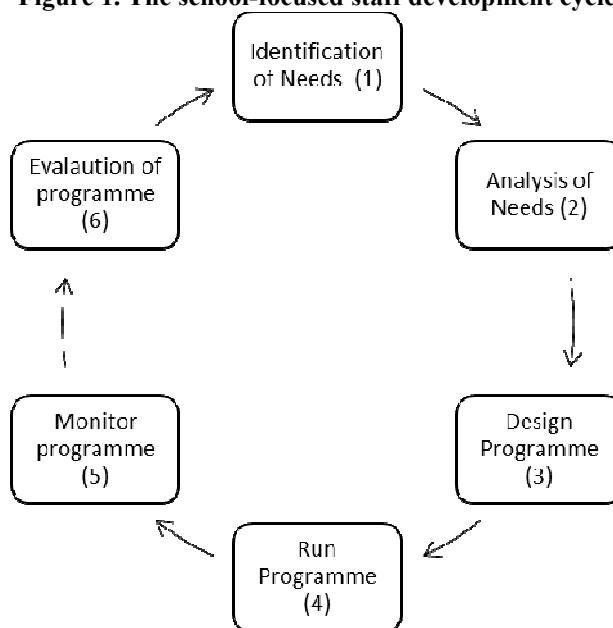 Figure 1. The school-focused staff development cycle
Identification
of Needs (1)
Analysis of
Needs (2)
Design
Programme
(3)
Run
Programme
(4)
Monitor
programme
(5)
Evalaution of
programme
(6)